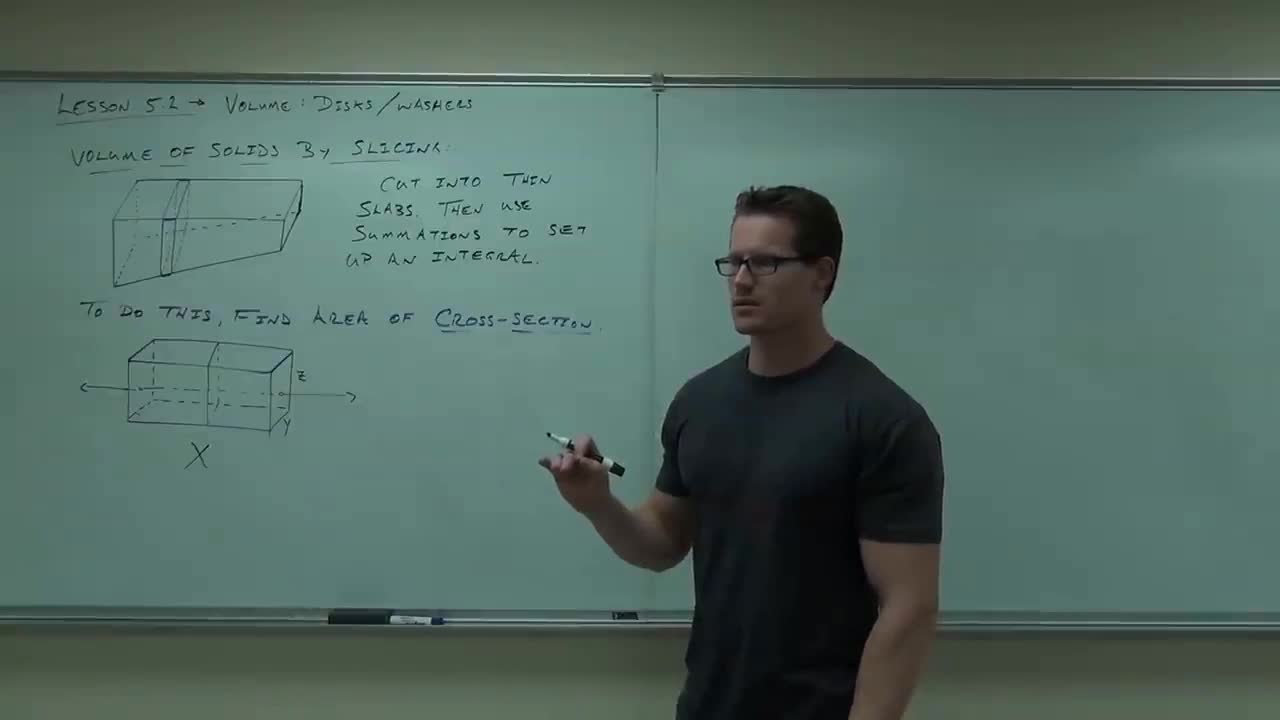 LESSON 5.2 → VOLUME: DISKS/WASHERS
VOLUME OF SOLIDS BY SLICING:
CUT INTO THIN
SLABS. THEN USE
SUMMATIONS TO SET
UP AN INTEGRAL.
TO DO THIS, FIND AREA OF CROSS-SECTION.
Z
Y
X